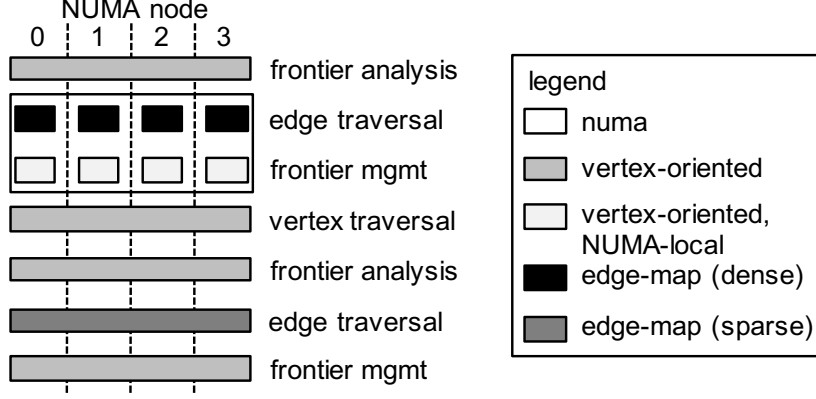 NUMA node
0 1 2 3
frontier analysis
edge traversal
frontier mgmt
vertex traversal
frontier analysis
edge traversal
frontier mgmt
legend
numa
vertex-oriented
vertex-oriented,
NUMA-local
edge-map (dense)
edge-map (sparse)